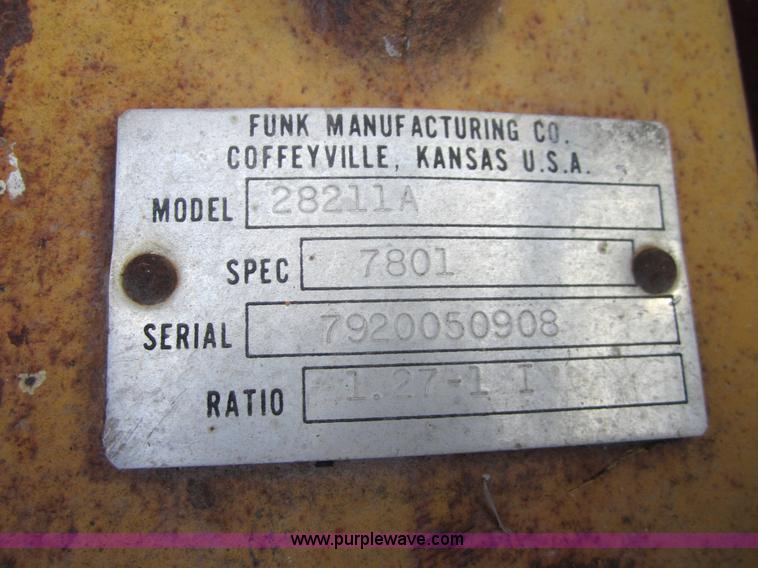 FUNK MANUFACTURING CO.
COFFEYVILLE, KANSAS U.S.A.
MODEL 28211A
SPEC 7801
SERIAL 7920050908
RATIO 1.27-1 I
www.purplewave.com